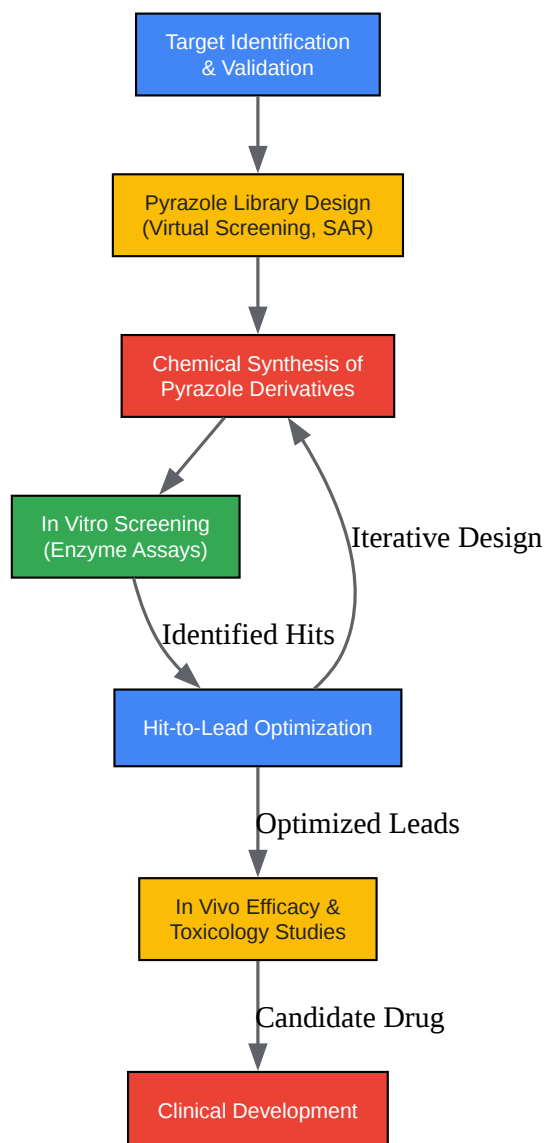 Target Identification
& Validation
Pyrazole Library Design
(Virtual Screening, SAR)
Chemical Synthesis of
Pyrazole Derivatives
In Vitro Screening
(Enzyme Assays)
Iterative Design
Identified Hits
Hit-to-Lead Optimization
Optimized Leads
In Vivo Efficacy &
Toxicology Studies
Candidate Drug
Clinical Development